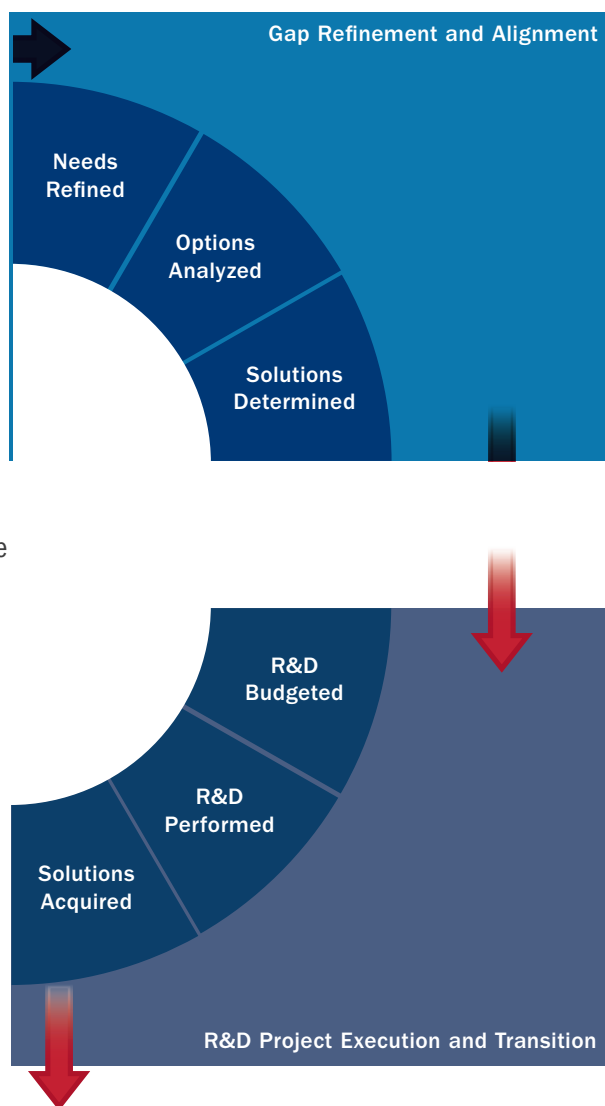 Gap Refinement and Alignment
Needs
Refined
Options
Analyzed
Solutions
Determined
e
R&D
Budgeted
R&D
Performed
Solutions
Acquired
R&D Project Execution and Transition